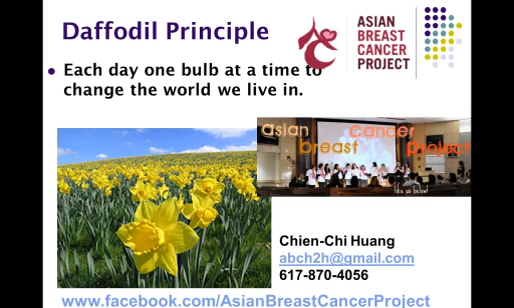 Daffodil Principle
ASIAN
BREAST
CANCER
PROJECT
Each day one bulb at a time to
change the world we live in.
asian cancer
breast project
Chien-Chi Huang
abch2h@gmail.com
617-870-4056
www.facebook.com/AsianBreastCancerProject